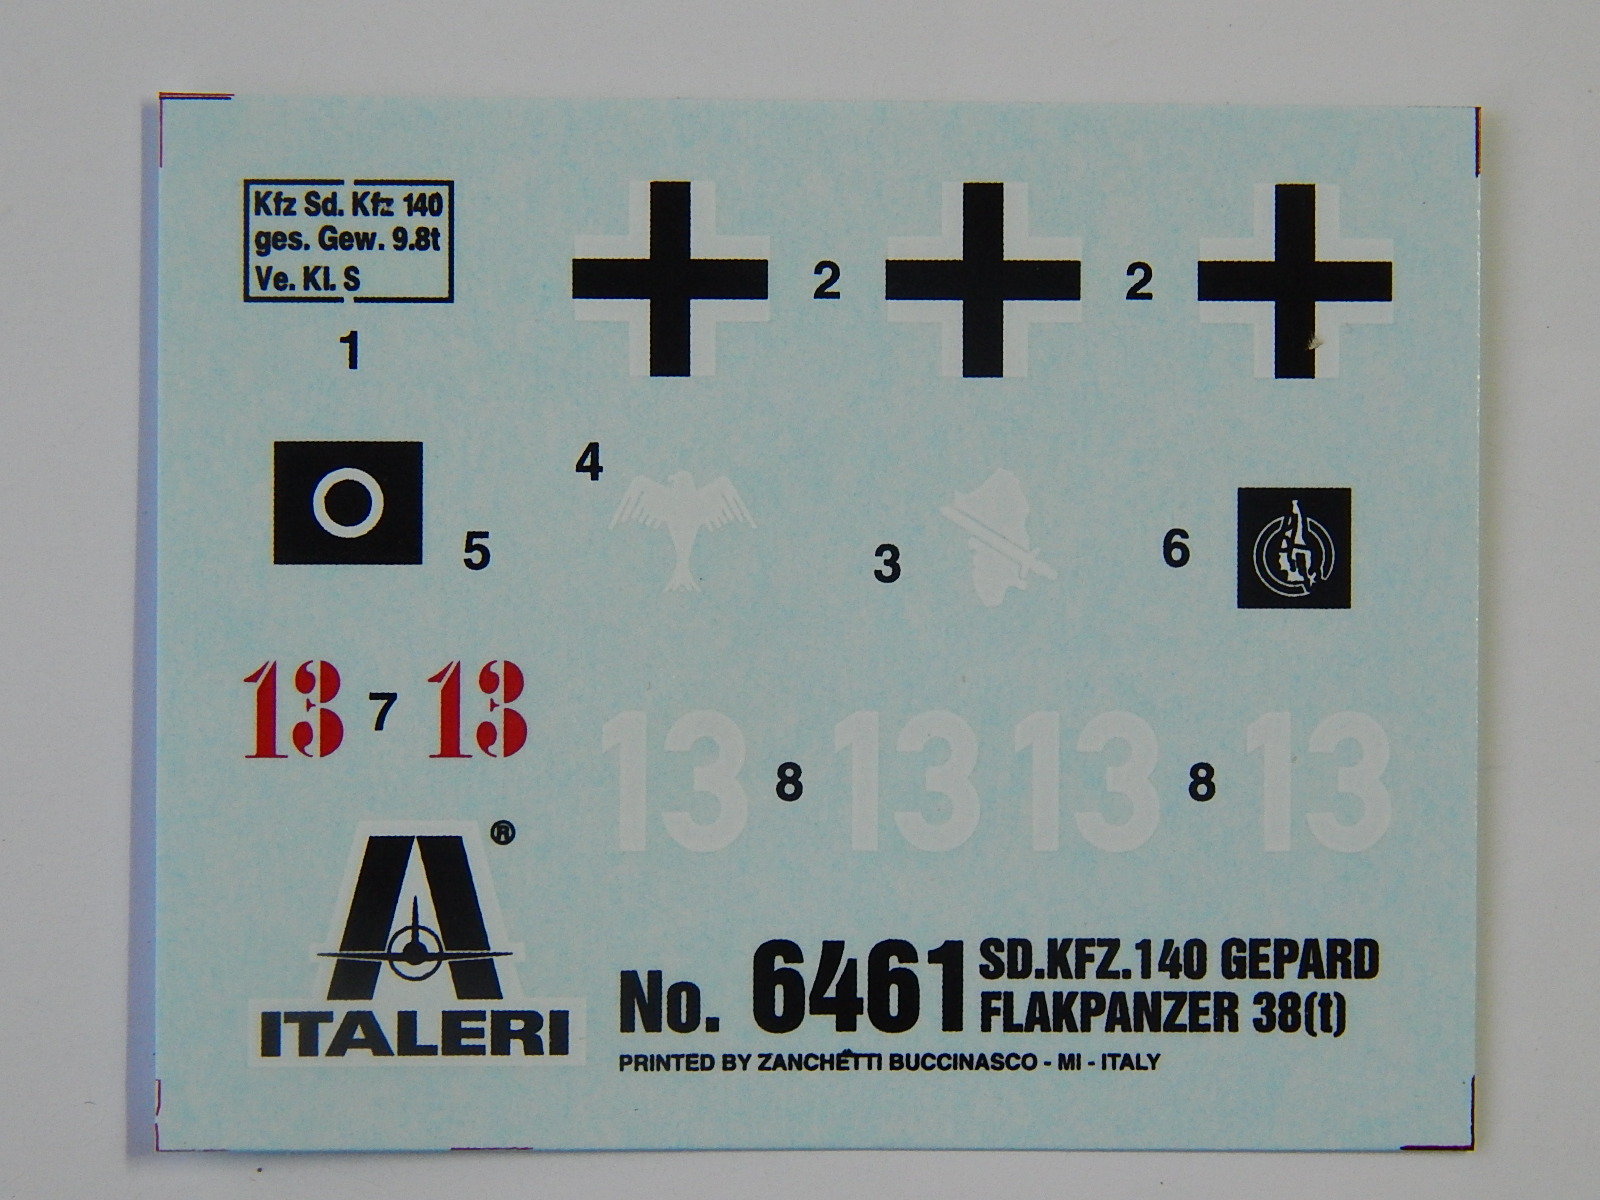 Kfz Sd. Kfz 140
ges. Gew. 9.8t
Ve. Kl. S
1
2
2
4
5
3
6
13 7 13
13 8 13 13 8 13
®
ITALERI
No. 6461 SD.KFZ.140 GEPARD
FLAKPANZER 38(t)
PRINTED BY ZANCHETTI BUCCINASCO - MI - ITALY